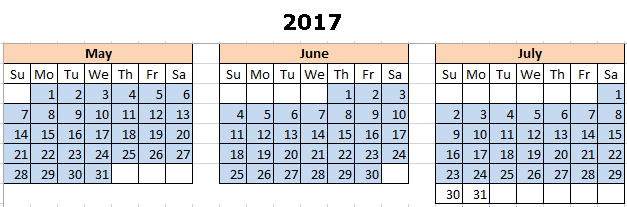 2017
May June July
Su Mo Tu We Th Fr Sa Su Mo Tu We Th Fr Sa Su Mo Tu We Th Fr Sa
1 2 3 4 5 6 1 2 3 1
7 8 9 10 11 12 13 4 5 6 7 8 9 10 2 3 4 5 6 7 8
14 15 16 17 18 19 20 11 12 13 14 15 16 17 9 10 11 12 13 14 15
21 22 23 24 25 26 27 18 19 20 21 22 23 24 16 17 18 19 20 21 22
28 29 30 31 25 26 27 28 29 30 23 24 25 26 27 28 29
30 31